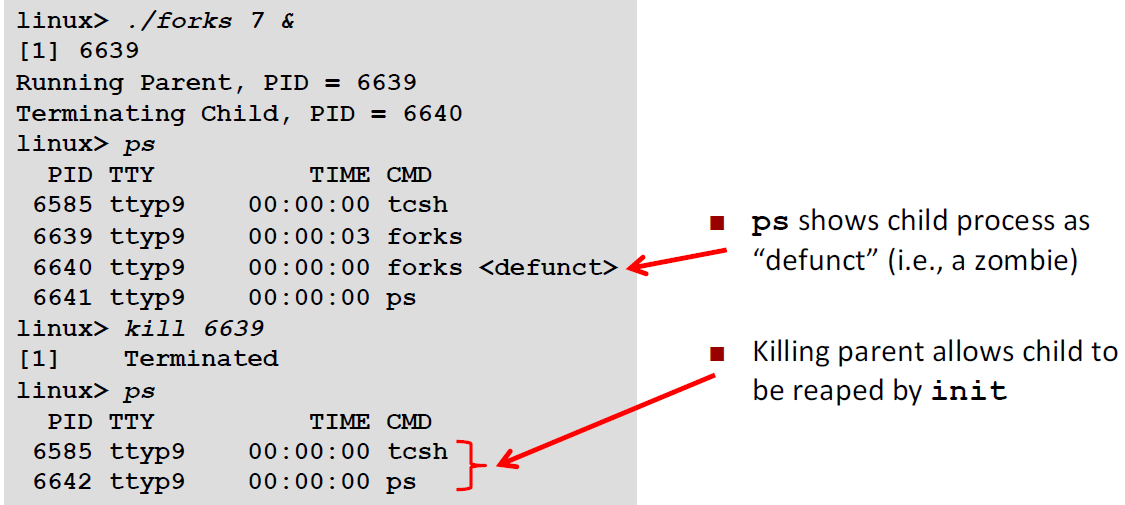 linux> ./forks 7 &
[1] 6639
Running Parent, PID = 6639
Terminating Child, PID = 6640
linux> ps
  PID TTY          TIME CMD
 6585 ttyp9    00:00:00 tcsh
 6639 ttyp9    00:00:03 forks
 6640 ttyp9    00:00:00 forks <defunct>
 6641 ttyp9    00:00:00 ps
linux> kill 6639
[1]    Terminated
linux> ps
  PID TTY          TIME CMD
 6585 ttyp9    00:00:00 tcsh
 6642 ttyp9    00:00:00 ps
ps shows child process as
“defunct” (i.e., a zombie)
Killing parent allows child to
be reaped by init